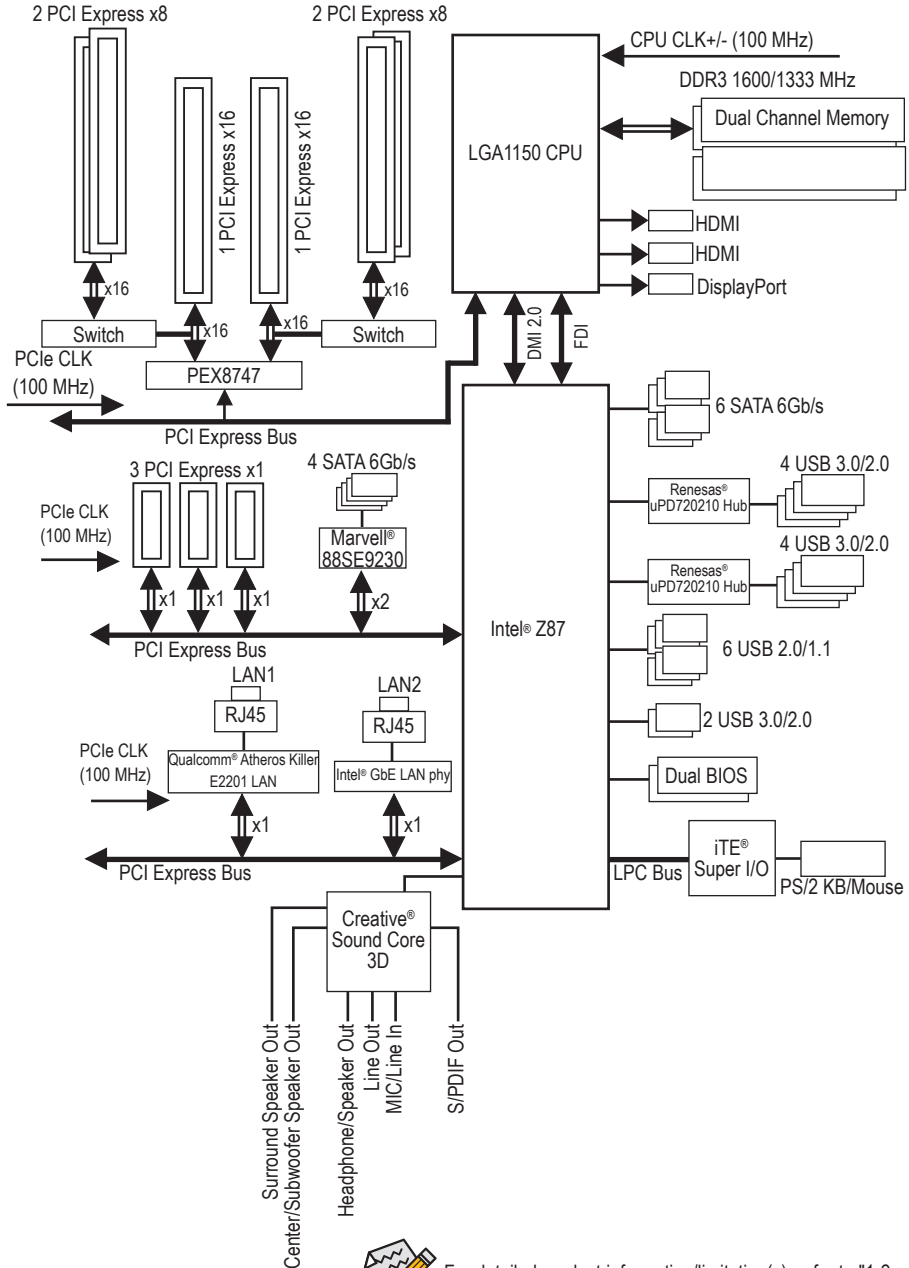 2 PCI Express x8
2 PCI Express x8
1 PCI Express x16
1 PCI Express x16
x16
x16
x16
x16
Switch
Switch
PCIe CLK
(100 MHz)
PEX8747
PCI Express Bus
CPU CLK+/- (100 MHz)
DDR3 1600/1333 MHz
Dual Channel Memory
LGA1150 CPU
HDMI
HDMI
DisplayPort
DMI 2.0
FDI
3 PCI Express x1
4 SATA 6Gb/s
PCIe CLK
(100 MHz)
Marvell®
88SE9230
x1
x1
x1
x2
PCI Express Bus
Intel® Z87
6 SATA 6Gb/s
4 USB 3.0/2.0
Renesas®
uPD720210 Hub
4 USB 3.0/2.0
Renesas®
uPD720210 Hub
6 USB 2.0/1.1
2 USB 3.0/2.0
Dual BIOS
LAN1
RJ45
LAN2
RJ45
PCIe CLK
(100 MHz)
Qualcomm® Atheros Killer
E2201 LAN
Intel® GbE LAN phy
x1
x1
PCI Express Bus
LPC Bus
iTE®
Super I/O
PS/2 KB/Mouse
Creative®
Sound Core
3D
Surround Speaker Out
Center/Subwoofer Speaker Out
Headphone/Speaker Out
Line Out
MIC/Line In
S/PDIF Out